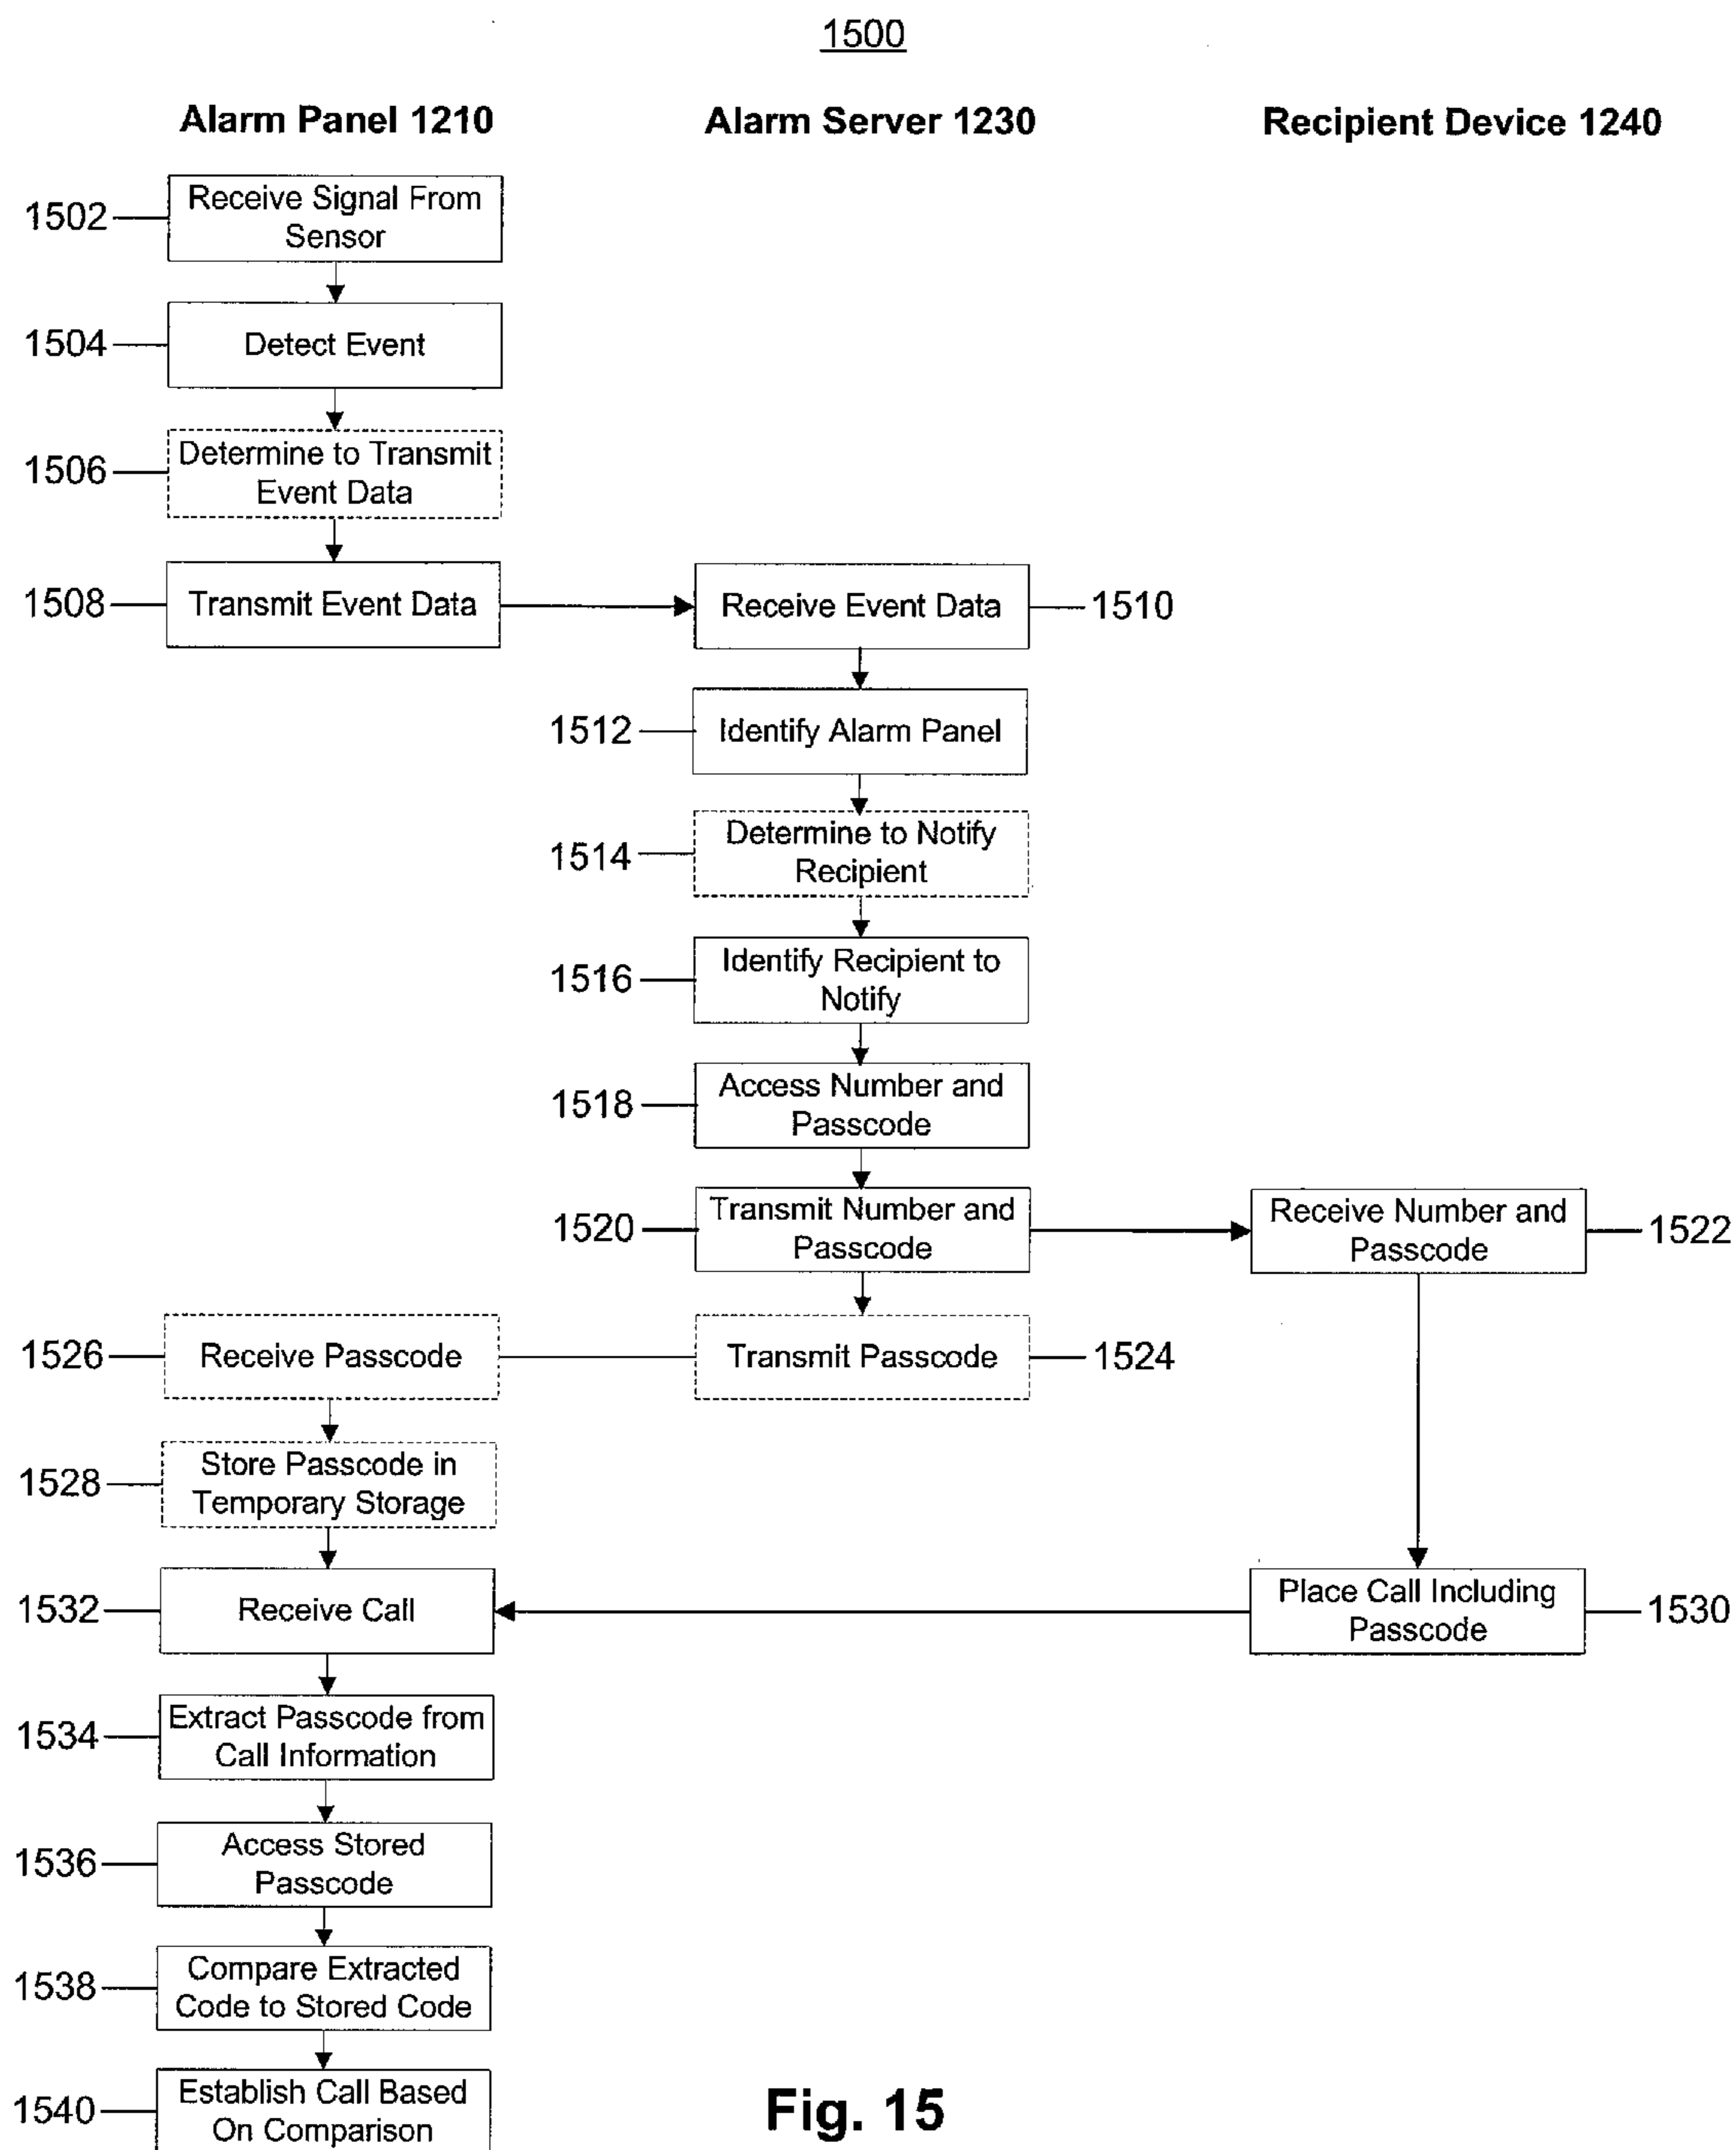 1500
Alarm Panel 1210
Alarm Server 1230
Recipient Device 1240
1502
Receive Signal From
Sensor
1504
Detect Event
1506
Determine to Transmit
Event Data
1508
Transmit Event Data
Receive Event Data
1510
1512
Identify Alarm Panel
1514
Determine to Notify
Recipient
1516
Identify Recipient to
Notify
1518
Access Number and
Passcode
1520
Transmit Number and
Passcode
Receive Number and
Passcode
1522
1526
Receive Passcode
Transmit Passcode
1524
1528
Store Passcode in
Temporary Storage
1532
Receive Call
Place Call Including
Passcode
1530
1534
Extract Passcode from
Call Information
1536
Access Stored
Passcode
1538
Compare Extracted
Code to Stored Code
1540
Establish Call Based
On Comparison
Fig. 15